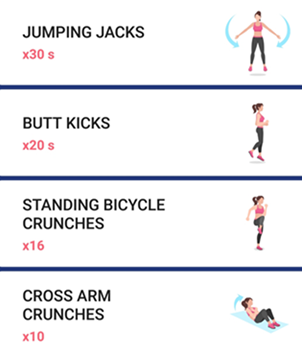 JUMPING JACKS
x30 s
BUTT KICKS
x20 s
STANDING BICYCLE
CRUNCHES
x16
CROSS ARM
CRUNCHES
x10